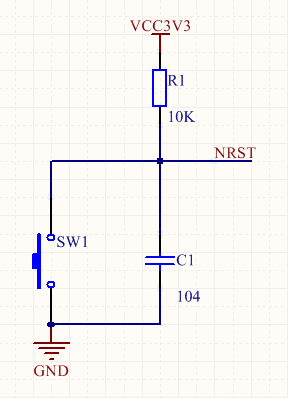 VCC3V3
R1
10K
NRST
SW1
C1
104
GND